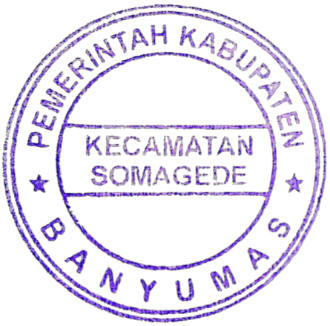 PEMERINTAH KABUPATEN
KECAMATAN
SOMAGEDE
BANYUMAS